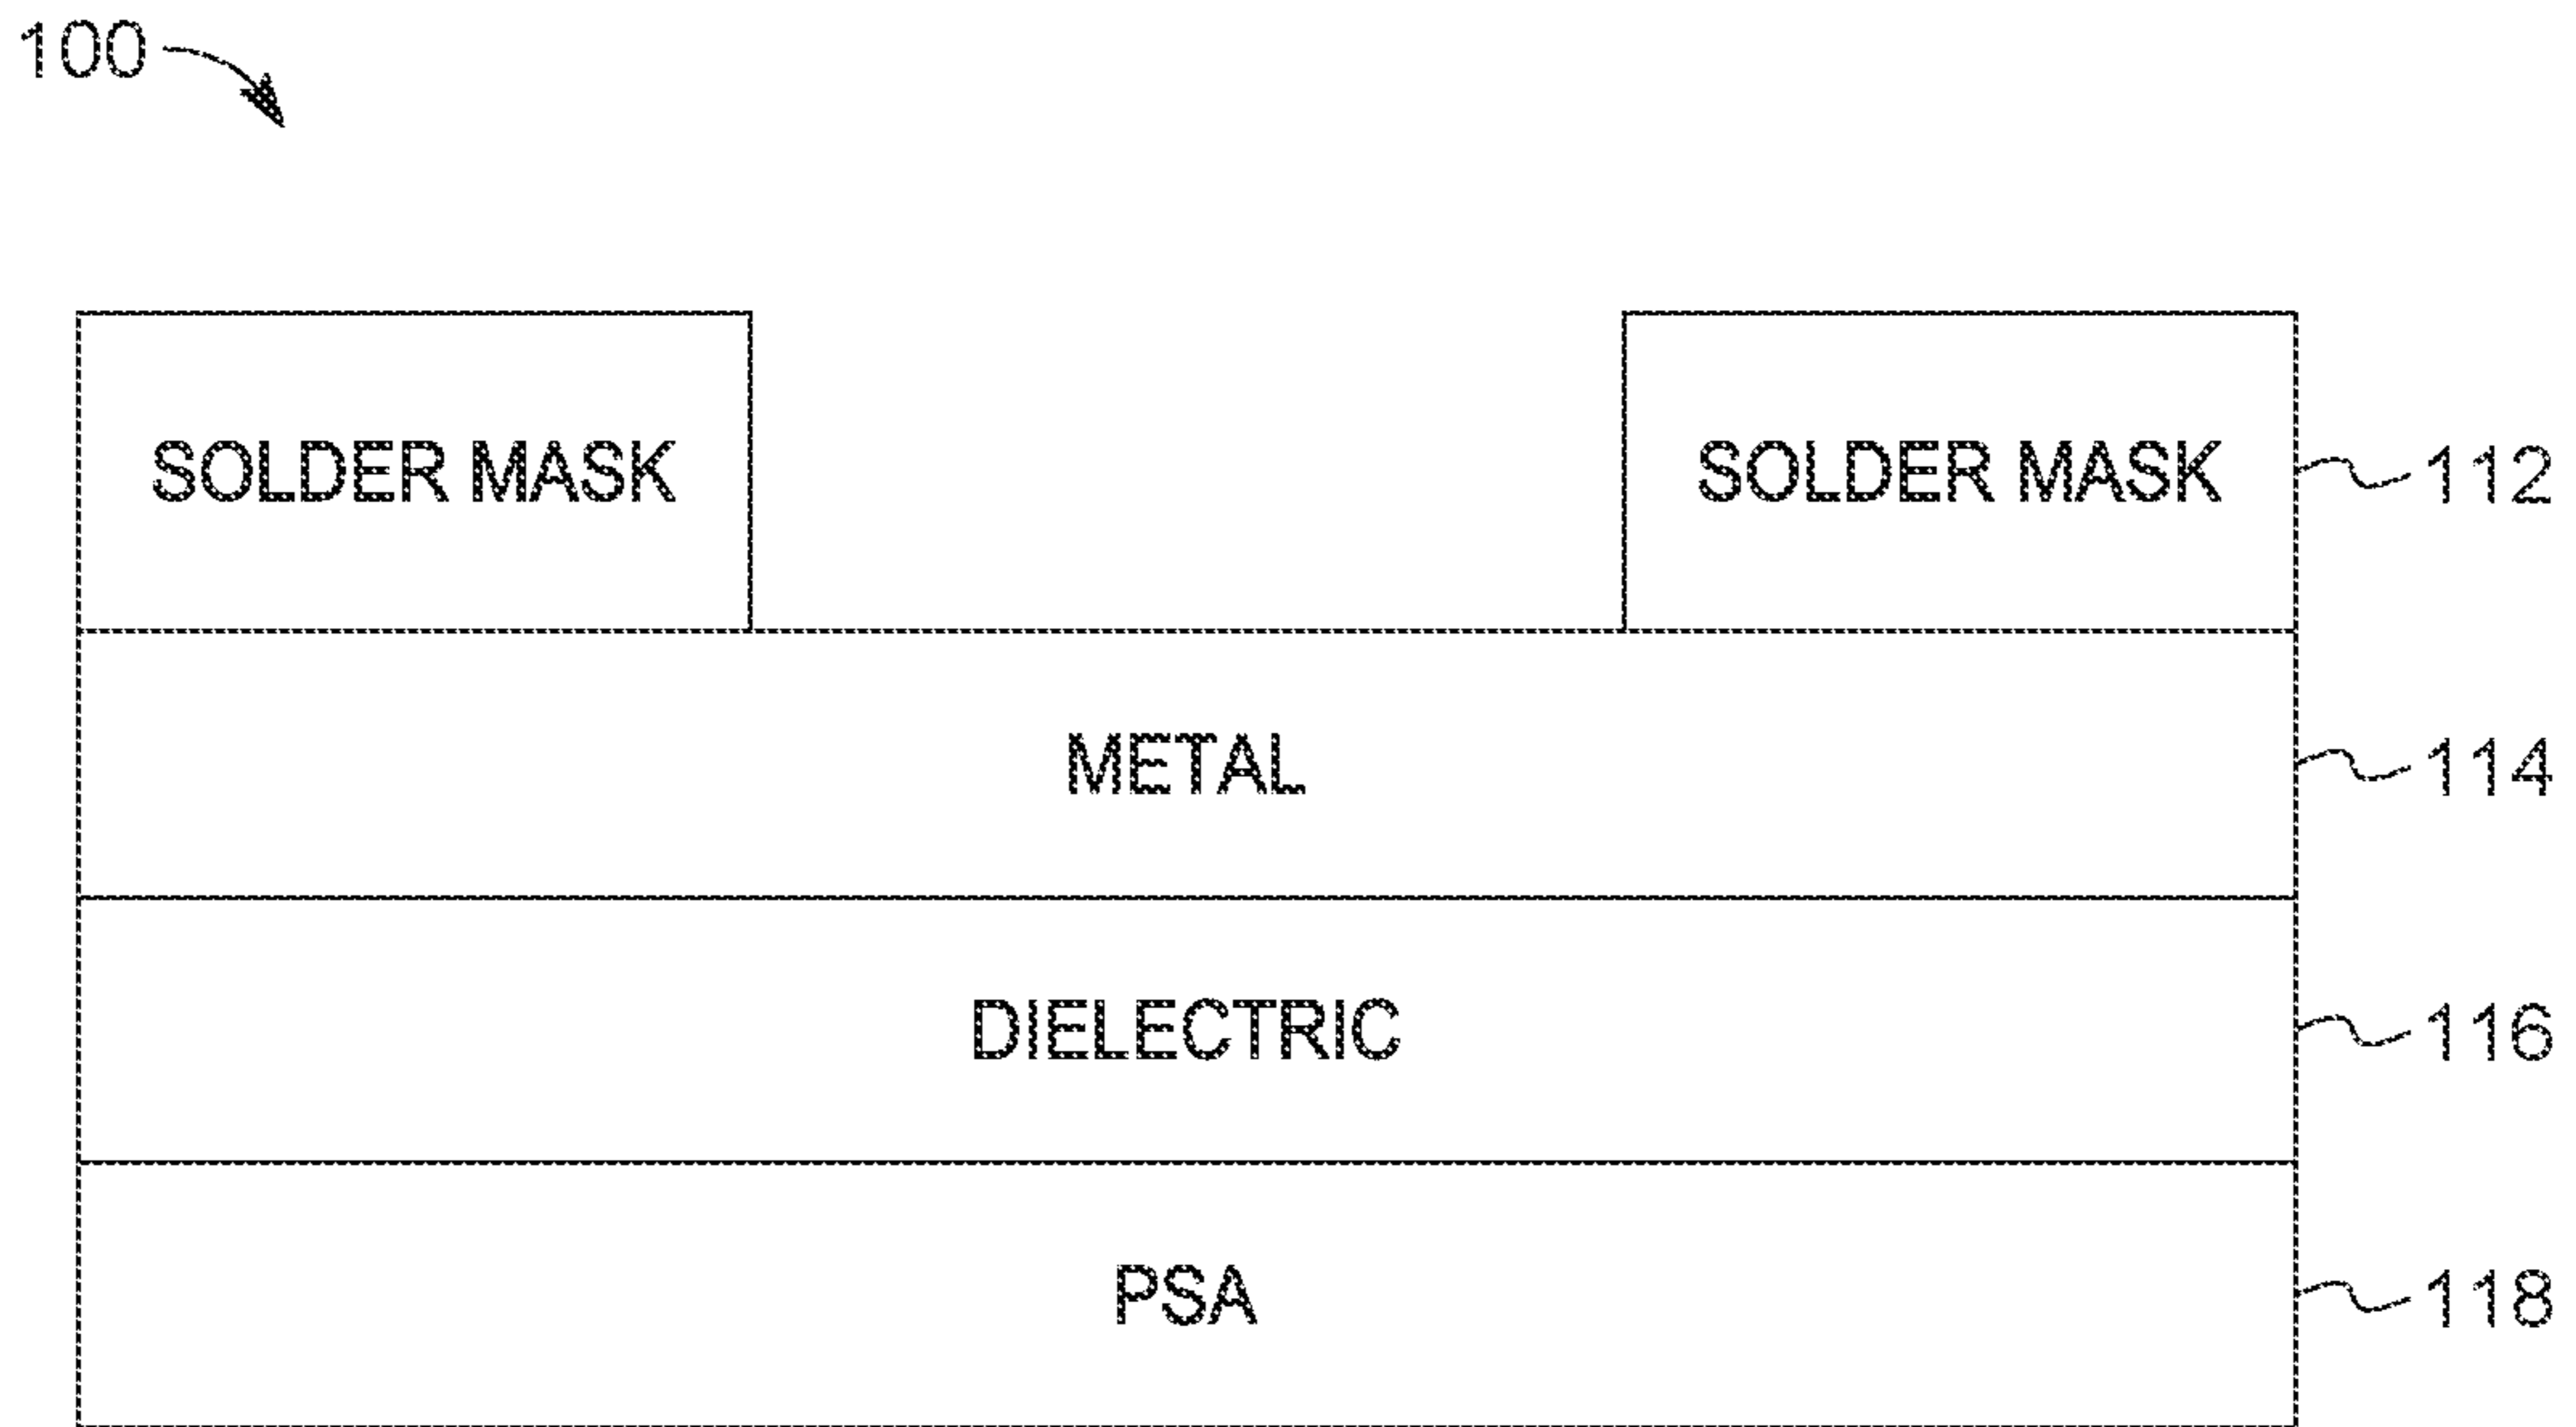 100
SOLDER MASK SOLDER MASK 112
METAL 114
DIELECTRIC 116
PSA 118